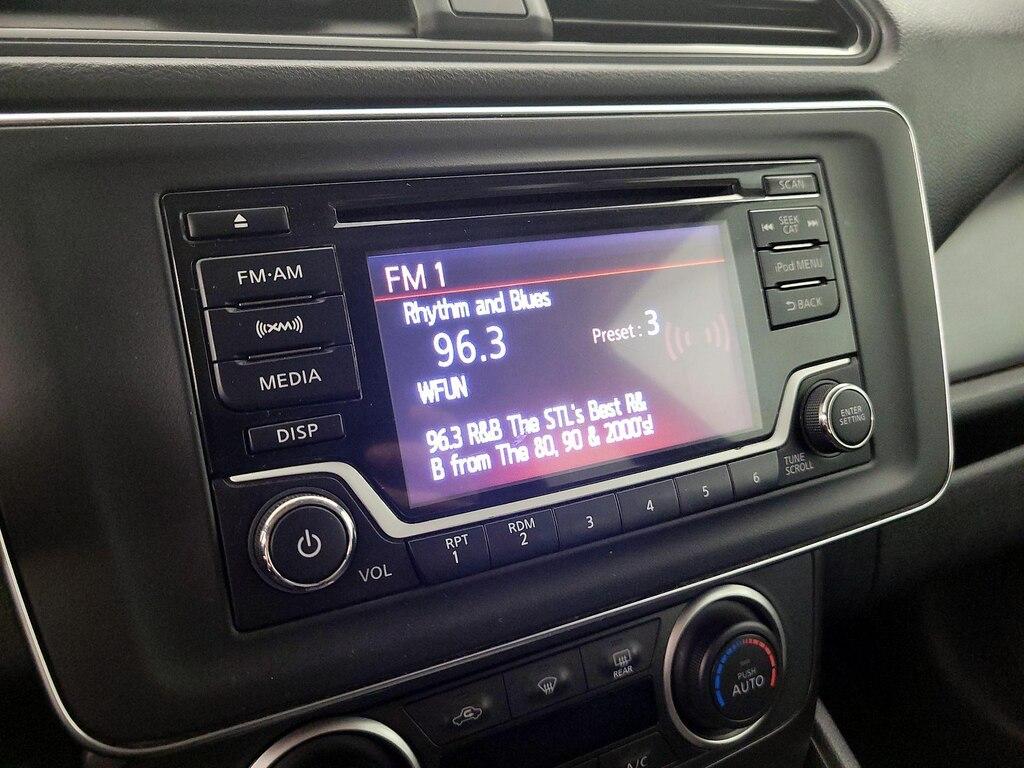 SCAN
SEEK
CAT
iPod MENU
BACK
FM·AM
((XM))
MEDIA
DISP
FM 1
Rhythm and Blues
96.3
Preset : 3
WFUN
96.3 R&B The STL's Best R&
B from The 80, 90 & 2000's!
ENTER
SETTING
TUNE
SCROLL
VOL
RPT
1
RDM
2
3
4
5
6
REAR
PUSH
AUTO
A/C